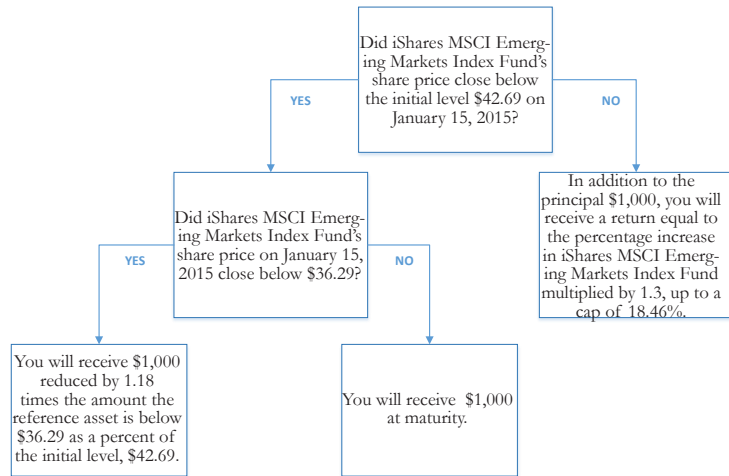 Did iShares MSCI Emerg-
ing Markets Index Fund's
share price close below
the initial level $42.69 on
January 15, 2015?
YES
NO
Did iShares MSCI Emerg-
ing Markets Index Fund's
share price on January 15,
2015 close below $36.29?
In addition to the
principal $1,000, you will
receive a return equal to
the percentage increase
in iShares MSCI Emerg-
ing Markets Index Fund
multiplied by 1.3, up to a
cap of 18.46%.
YES
NO
You will receive $1,000
reduced by 1.18
times the amount the
reference asset is below
$36.29 as a percent of
the initial level, $42.69.
You will receive $1,000
at maturity.